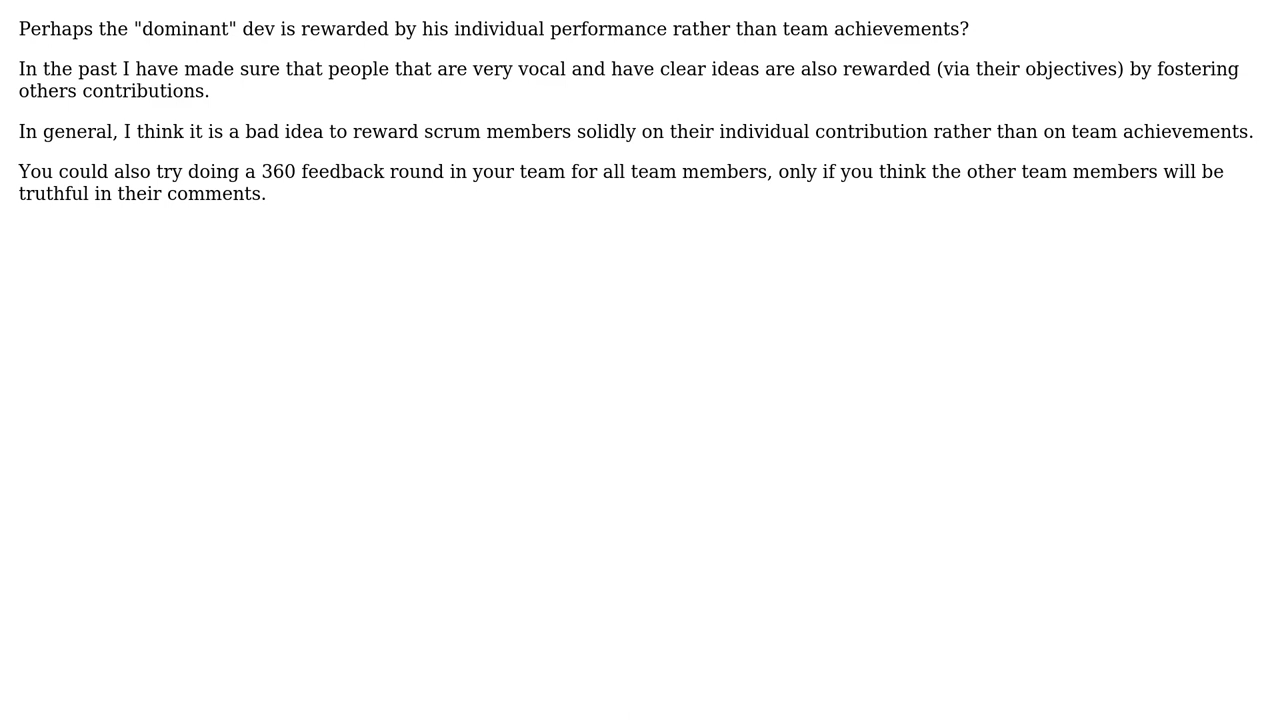 Perhaps the "dominant" dev is rewarded by his individual performance rather than team achievements?
In the past I have made sure that people that are very vocal and have clear ideas are also rewarded (via their objectives) by fostering
others contributions.
In general, I think it is a bad idea to reward scrum members solidly on their individual contribution rather than on team achievements.
You could also try doing a 360 feedback round in your team for all team members, only if you think the other team members will be
truthful in their comments.